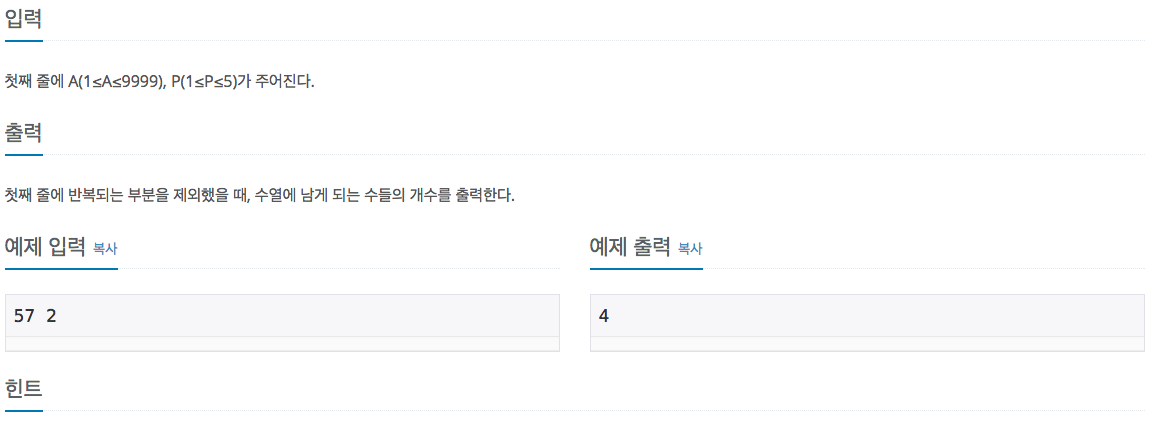 입력
첫째 줄에 A(1≤A≤9999), P(1≤P≤5)가 주어진다.
출력
첫째 줄에 반복되는 부분을 제외했을 때, 수열에 남게 되는 수들의 개수를 출력한다.
예제 입력 복사
57 2
예제 출력 복사
4
힌트